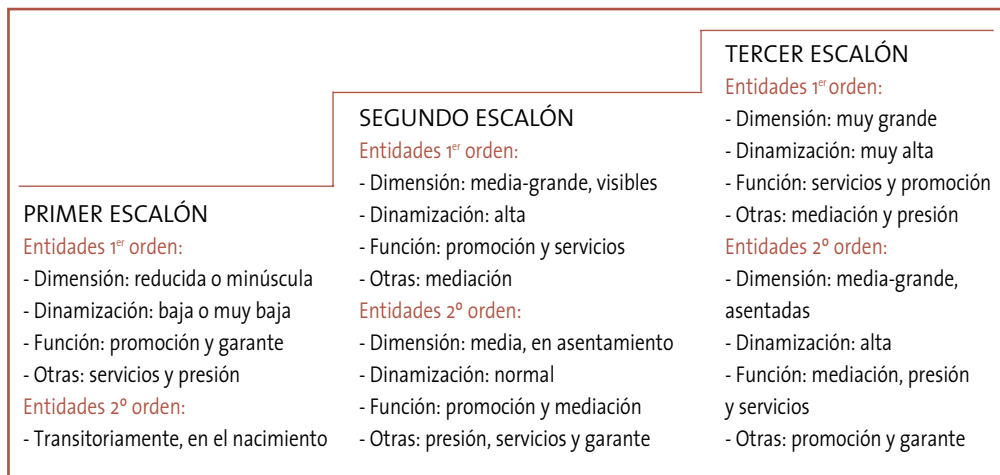 PRIMER ESCALÓN
Entidades 1er orden:
- Dimensión: reducida o minúscula
- Dinamización: baja o muy baja
- Función: promoción y garante
- Otras: servicios y presión
Entidades 2º orden:
- Transitoriamente, en el nacimiento
SEGUNDO ESCALÓN
Entidades 1er orden:
- Dimensión: media-grande, visibles
- Dinamización: alta
- Función: promoción y servicios
- Otras: mediación
Entidades 2º orden:
- Dimensión: media, en asentamiento
- Dinamización: normal
- Función: promoción y mediación
- Otras: presión, servicios y garante
TERCER ESCALÓN
Entidades 1er orden:
- Dimensión: muy grande
- Dinamización: muy alta
- Función: servicios y promoción
- Otras: mediación y presión
Entidades 2º orden:
- Dimensión: media-grande,
asentadas
- Dinamización: alta
- Función: mediación, presión
y servicios
- Otras: promoción y garante